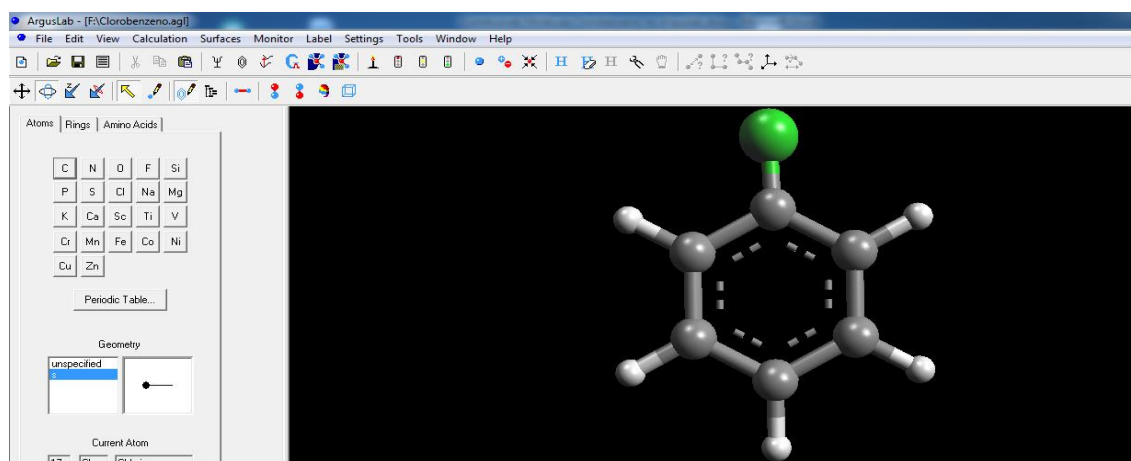 ArgusLab - [F:\Clorobenzeno.agl]
File Edit View Calculation Surfaces Monitor Label Settings Tools Window Help
Atoms Rings Amino Acids
C N O F Si
P S Cl Na Mg
K Ca Sc Ti V
Cr Mn Fe Co Ni
Cu Zn
Periodic Table...
Geometry
unspecified
s
Current Atom